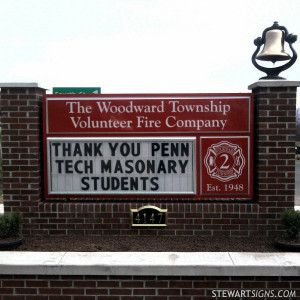 The Woodward Township
Volunteer Fire Company
THANK YOU PENN
TECH MASONARY
STUDENTS
2
Est. 1948
STEWARTSIGNS.COM